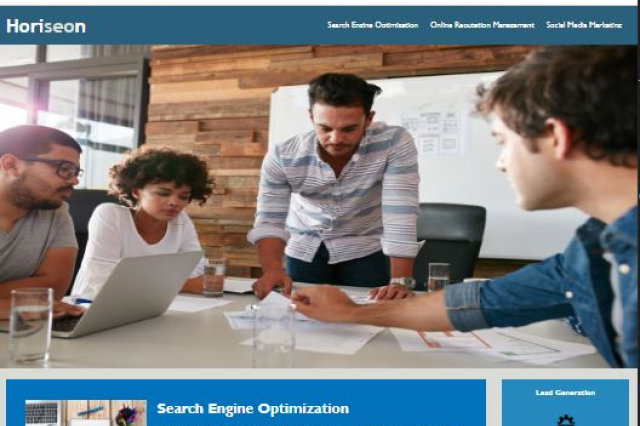 Horiseon
Search Engine Optimization Online Reputation Management Social Media Marketing
Search Engine Optimization
Lead Generation